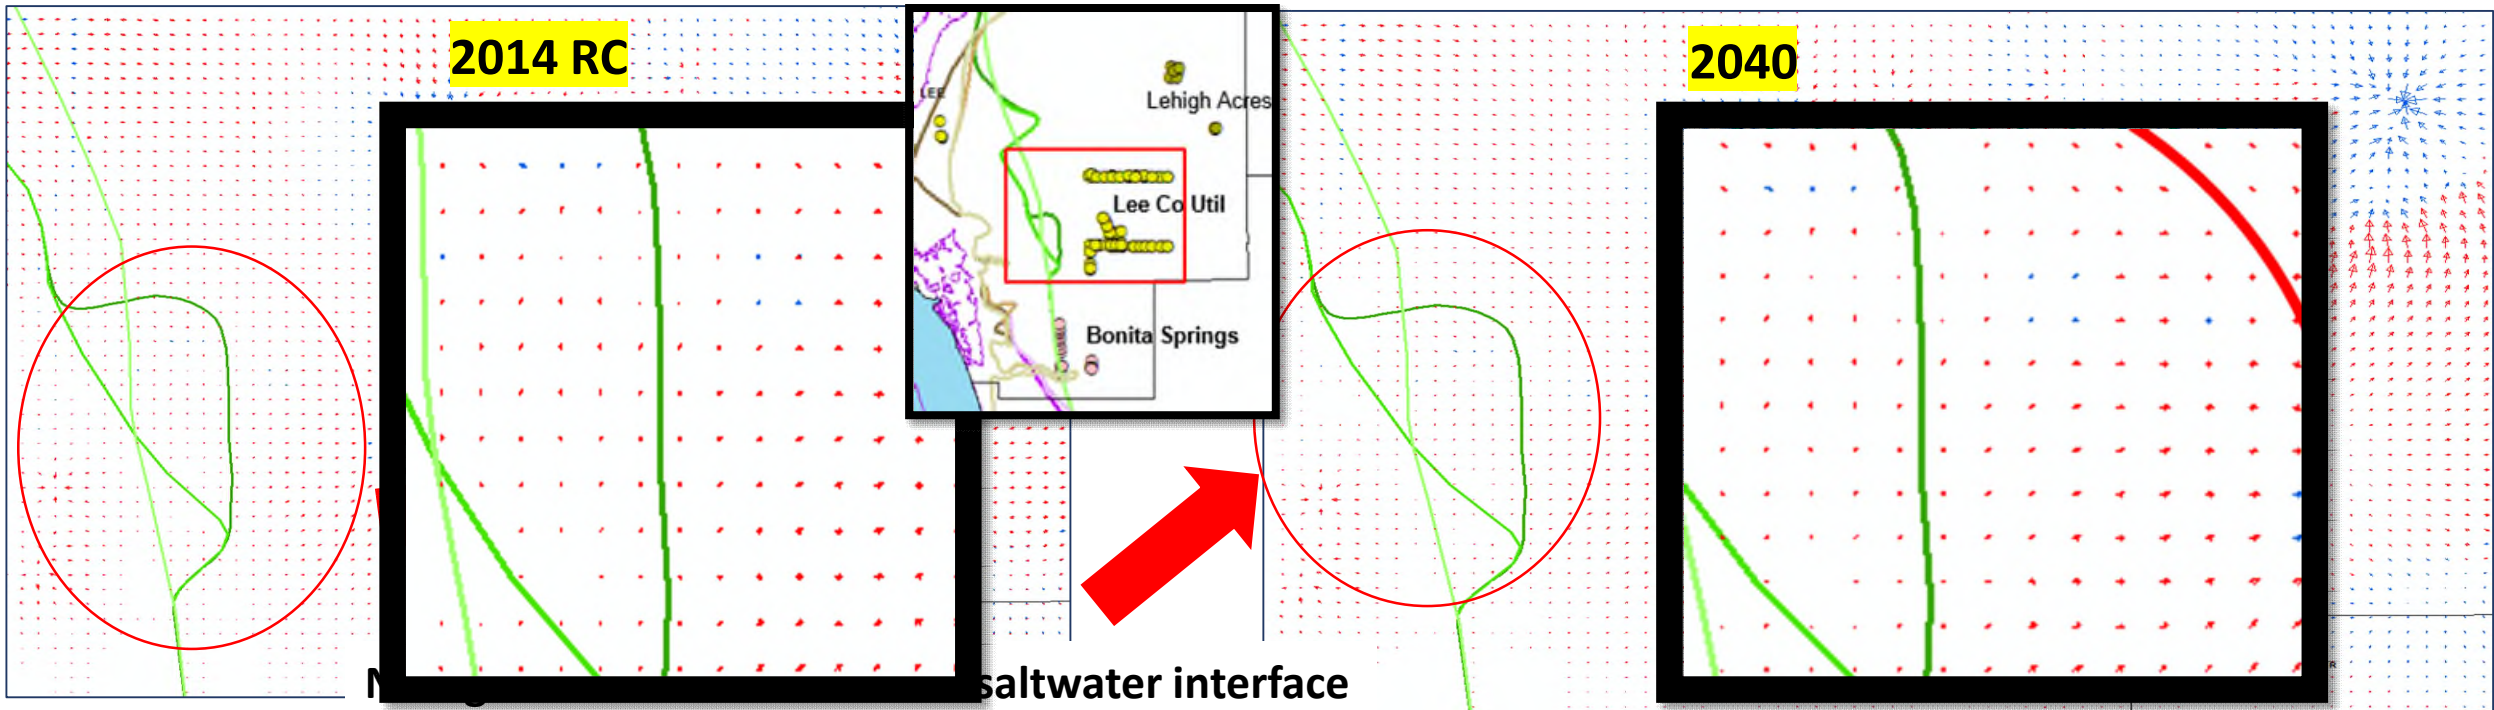 2014 RC
LEE
Lehigh Acres
Lee Co Util
Bonita Springs
2040
saltwater interface